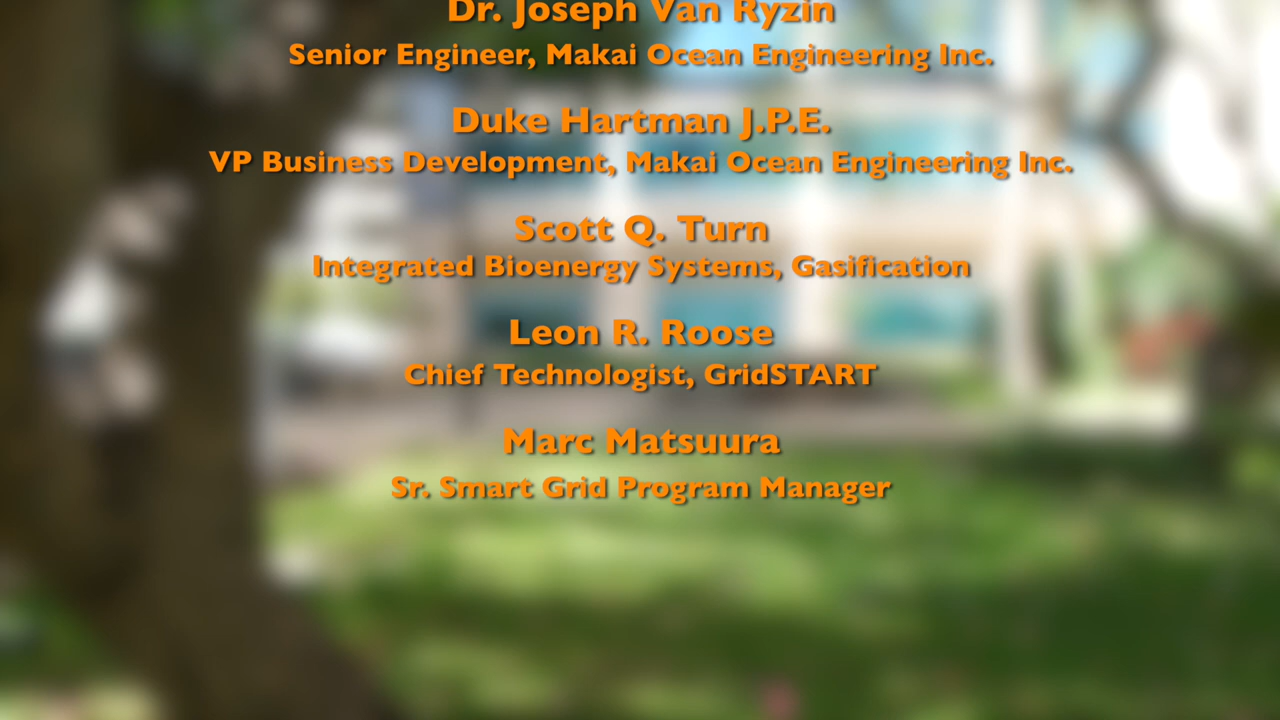 Dr. Joseph Van Ryzin
Senior Engineer, Makai Ocean Engineering Inc.
Duke Hartman J.P.E.
VP Business Development, Makai Ocean Engineering Inc.
Scott Q. Turn
Integrated Bioenergy Systems, Gasification
Leon R. Roose
Chief Technologist, GridSTART
Marc Matsuura
Sr. Smart Grid Program Manager